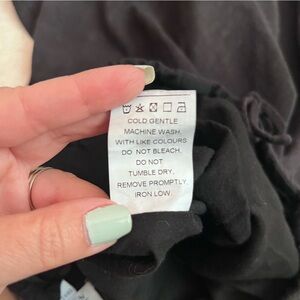 COLD GENTLE
MACHINE WASH.
WITH LIKE COLOURS
DO NOT BLEACH.
DO NOT
TUMBLE DRY.
REMOVE PROMPTLY.
IRON LOW.